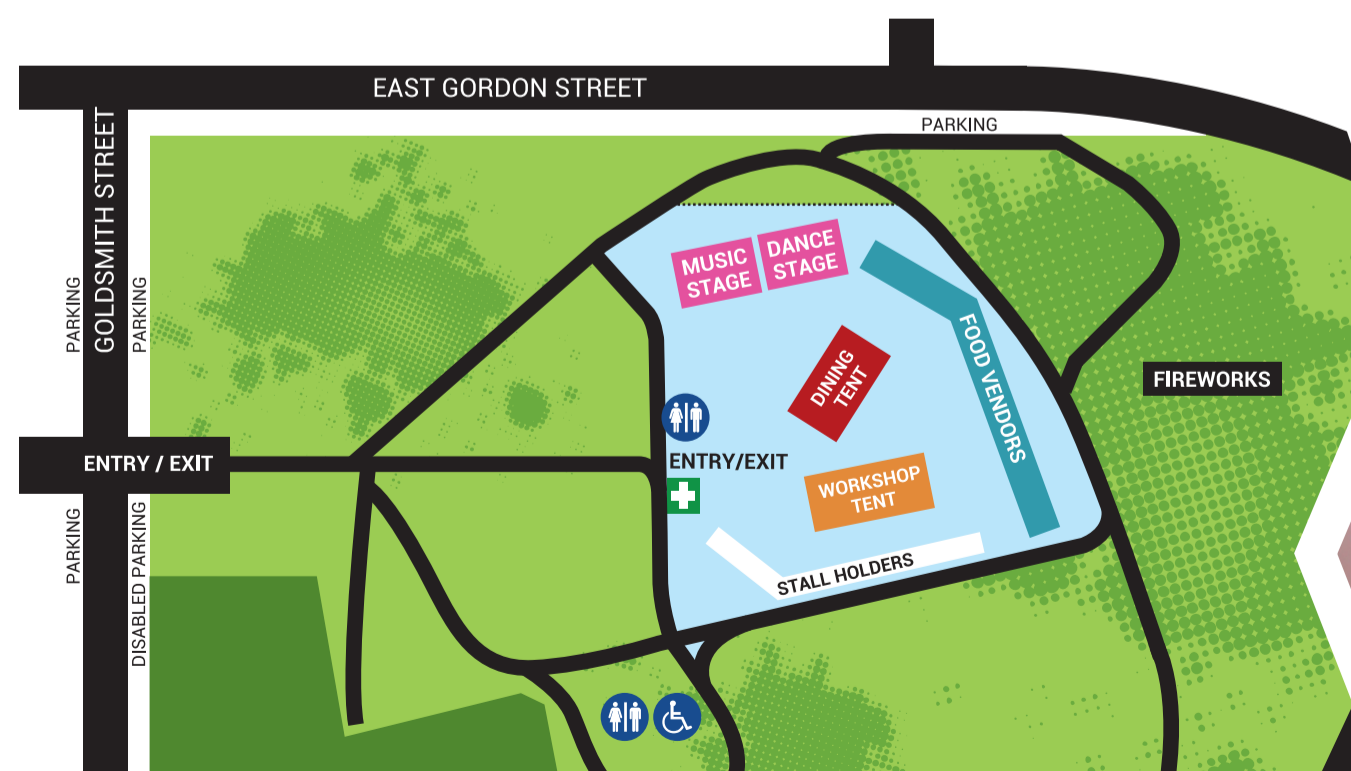 EAST GORDON STREET
PARKING
GOLDSMITH STREET
PARKING
PARKING
MUSIC
STAGE
DANCE
STAGE
FOOD VENDORS
DINING
TENT
FIREWORKS
ENTRY / EXIT
ENTRY/EXIT
WORKSHOP
TENT
PARKING
DISABLED PARKING
STALL HOLDERS